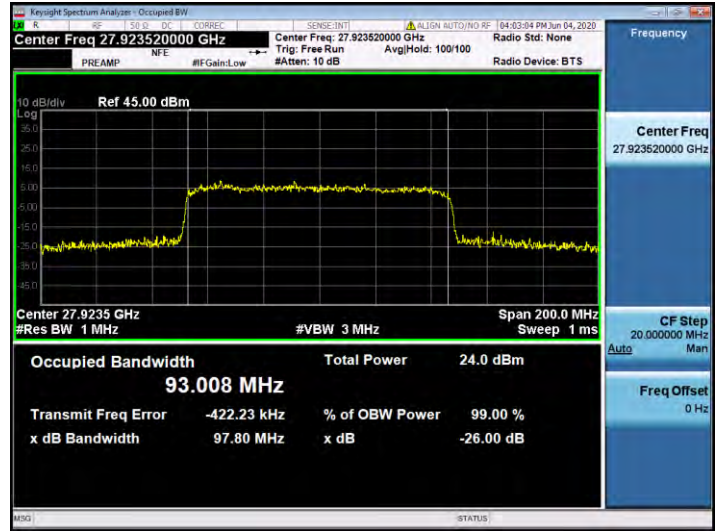 Keysight Spectrum Analyzer - Occupied BW
R RF 50 Ω DC CORREC SENSE:INT ALIGN AUTO/NO RF 04:03:04 PM Jun 04, 2020
Center Freq 27.923520000 GHz
NFE
PREAMP #IFGain:Low
Center Freq: 27.923520000 GHz
Trig: Free Run Avg|Hold: 100/100
#Atten: 10 dB
Radio Std: None
Radio Device: BTS
10 dB/div Ref 45.00 dBm
Log
35.0
25.0
15.0
5.00
-5.00
-15.0
-25.0
-35.0
-45.0
Center 27.9235 GHz Span 200.0 MHz
#Res BW 1 MHz #VBW 3 MHz Sweep 1 ms
Occupied Bandwidth Total Power 24.0 dBm
93.008 MHz
Transmit Freq Error -422.23 kHz % of OBW Power 99.00 %
x dB Bandwidth 97.80 MHz x dB -26.00 dB
Frequency
Center Freq
27.923520000 GHz
CF Step
20.000000 MHz
Auto Man
Freq Offset
0 Hz
MSG STATUS